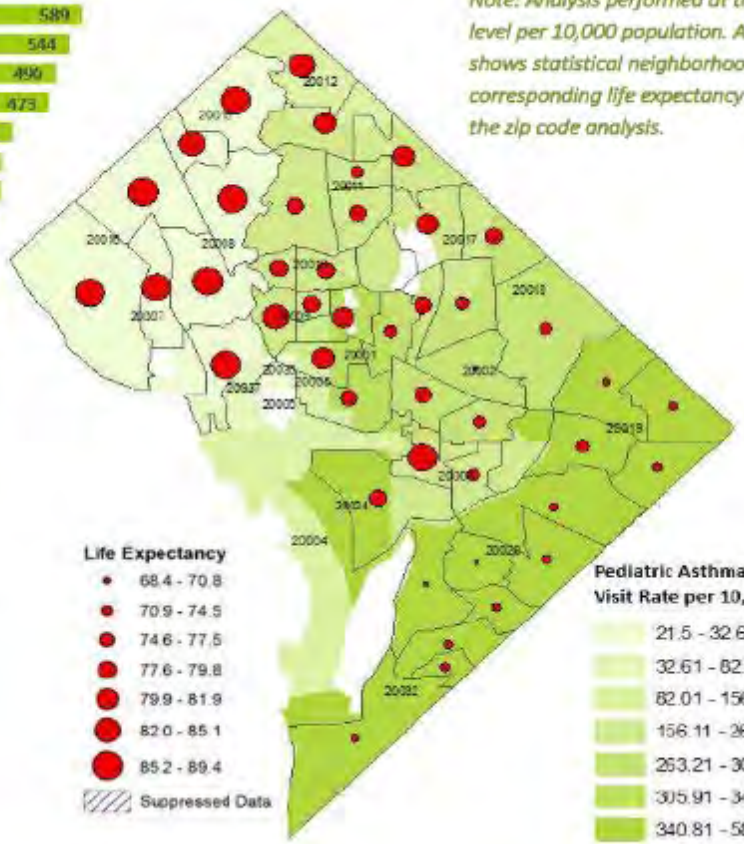 589
544
490
473
Note: Analysis performed at th
level per 10,000 population. A
shows statistical neighborhoo
corresponding life expectancy
the zip code analysis.
20012
20011
20017
20008
20010
20018
20007
20001
20002
20037
20005
20019
20024
20004
20020
20032
Life Expectancy
68.4 - 70.8
70.9 - 74.5
74.6 - 77.5
77.6 - 79.8
79.9 - 81.9
82.0 - 85.1
85.2 - 89.4
Suppressed Data
Pediatric Asthma
Visit Rate per 10,
21.5 - 32.6
32.61 - 82.
82.01 - 156
156.11 - 26
263.21 - 30
305.91 - 34
340.81 - 58